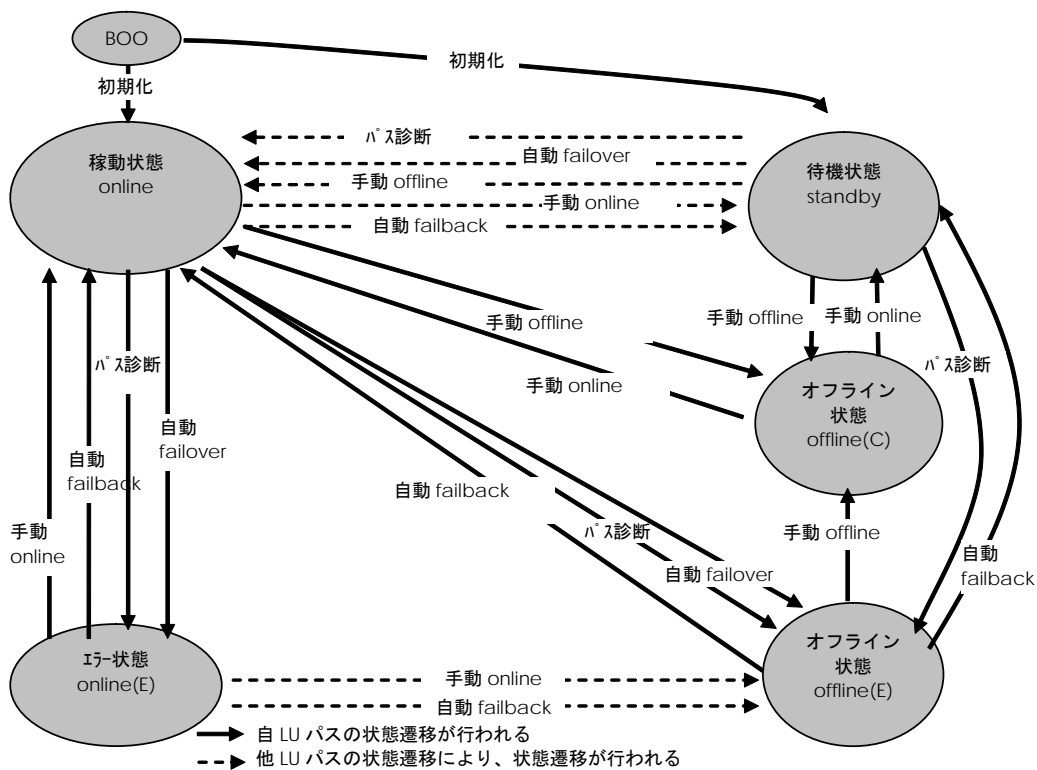 BOO
初期化
初期化
稼動状態
online
待機状態
standby
パス診断
自動 failover
手動 offline
手動 online
自動 failback
手動 offline
手動 online
手動 offline
手動 online
パス診断
オフライン
状態
offline(C)
パス診断
自動
failover
自動
failback
手動
online
自動 failback
パス診断
自動 failover
手動 offline
自動
failback
エラー状態
online(E)
オフライン
状態
offline(E)
手動 online
自動 failback
自 LU パスの状態遷移が行われる
他 LU パスの状態遷移により、状態遷移が行われる